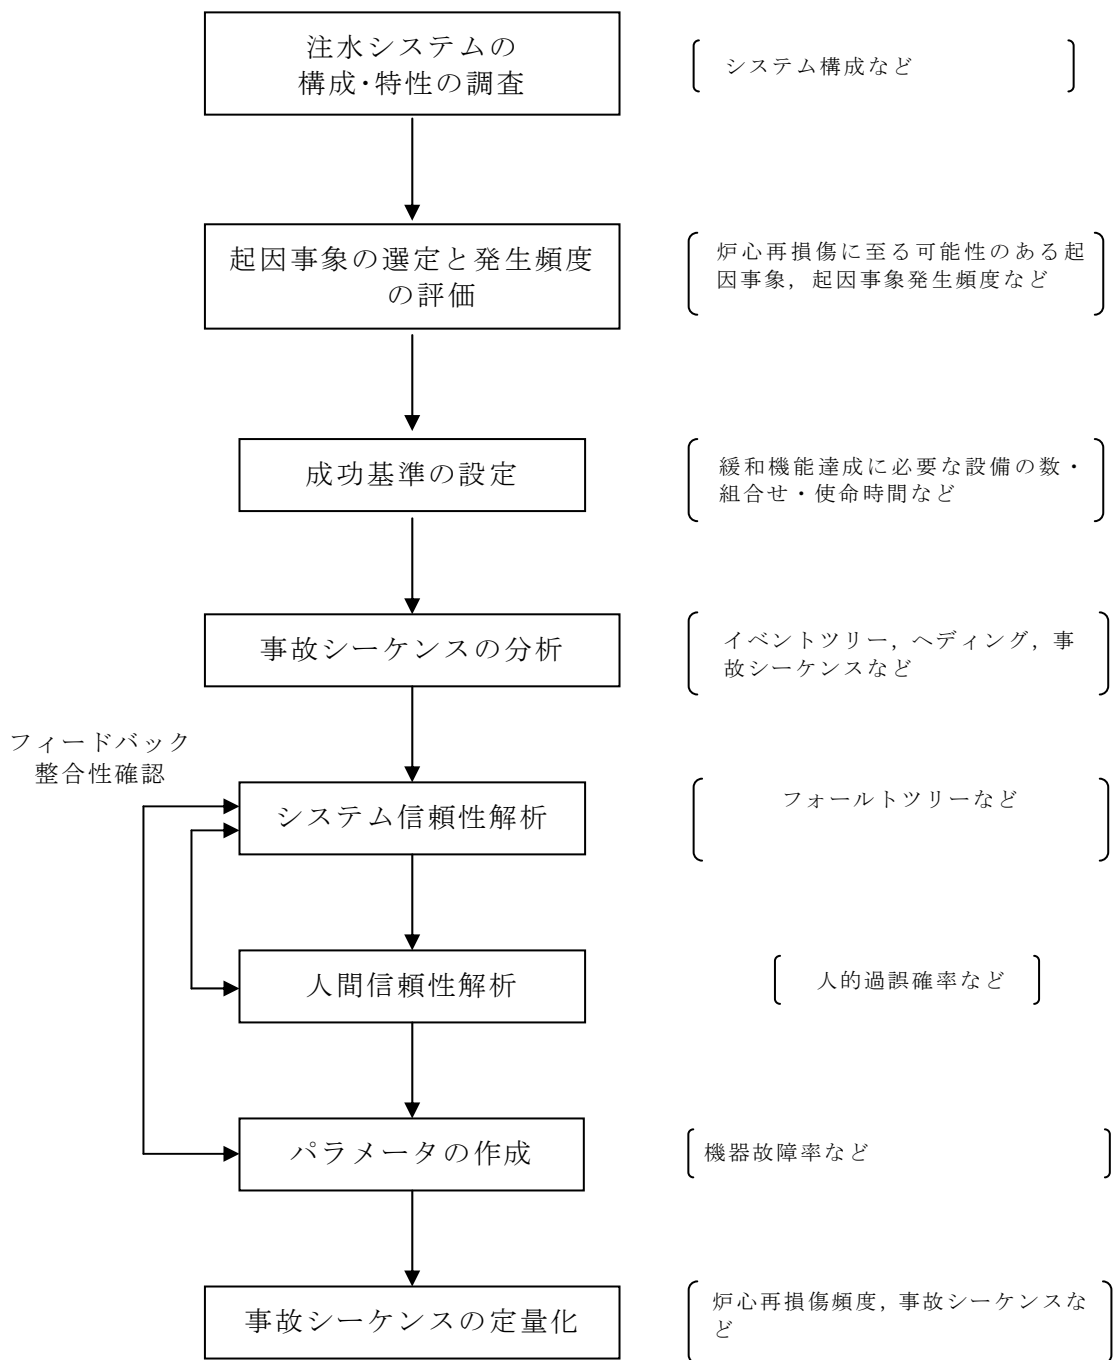 注水システムの
構成･特性の調査
システム構成など
起因事象の選定と発生頻度
の評価
炉心再損傷に至る可能性のある起
因事象，起因事象発生頻度など
成功基準の設定
緩和機能達成に必要な設備の数・
組合せ・使命時間など
事故シーケンスの分析
イベントツリー，ヘディング，事
故シーケンスなど
フィードバック
整合性確認
システム信頼性解析
フォールトツリーなど
人間信頼性解析
人的過誤確率など
パラメータの作成
機器故障率など
事故シーケンスの定量化
炉心再損傷頻度，事故シーケンスな
ど